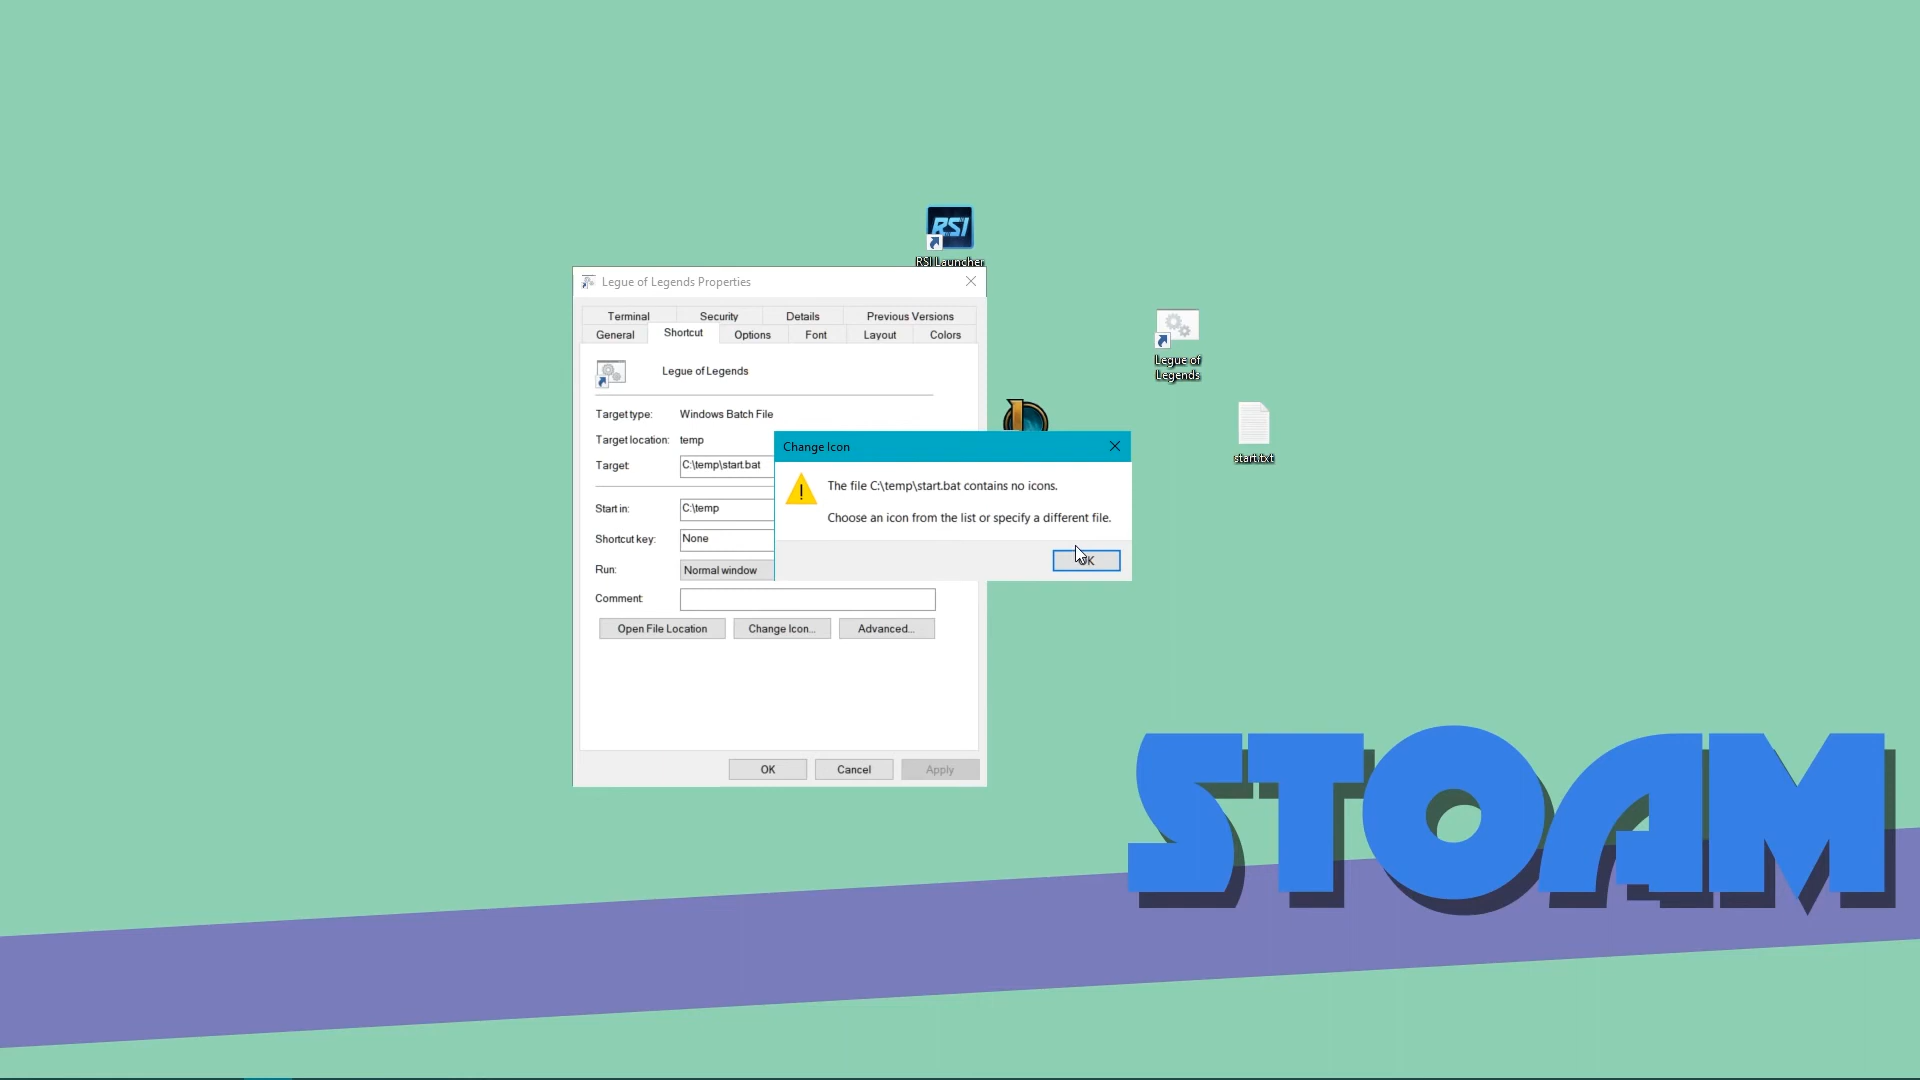 RSI
RSI Launcher
Legue of Legends Properties
Terminal
Security
Details
Previous Versions
General
Shortcut
Options
Font
Layout
Colors
Legue of Legends
Target type:
Windows Batch File
Target location:
temp
Target:
C:\temp\start.bat
Start in:
C:\temp
Shortcut key:
None
Run:
Normal window
Comment:
Open File Location
Change Icon...
Advanced...
OK
Cancel
Apply
Change Icon
The file C:\temp\start.bat contains no icons.
Choose an icon from the list or specify a different file.
OK
Legue of
Legends
start.txt
STOAM